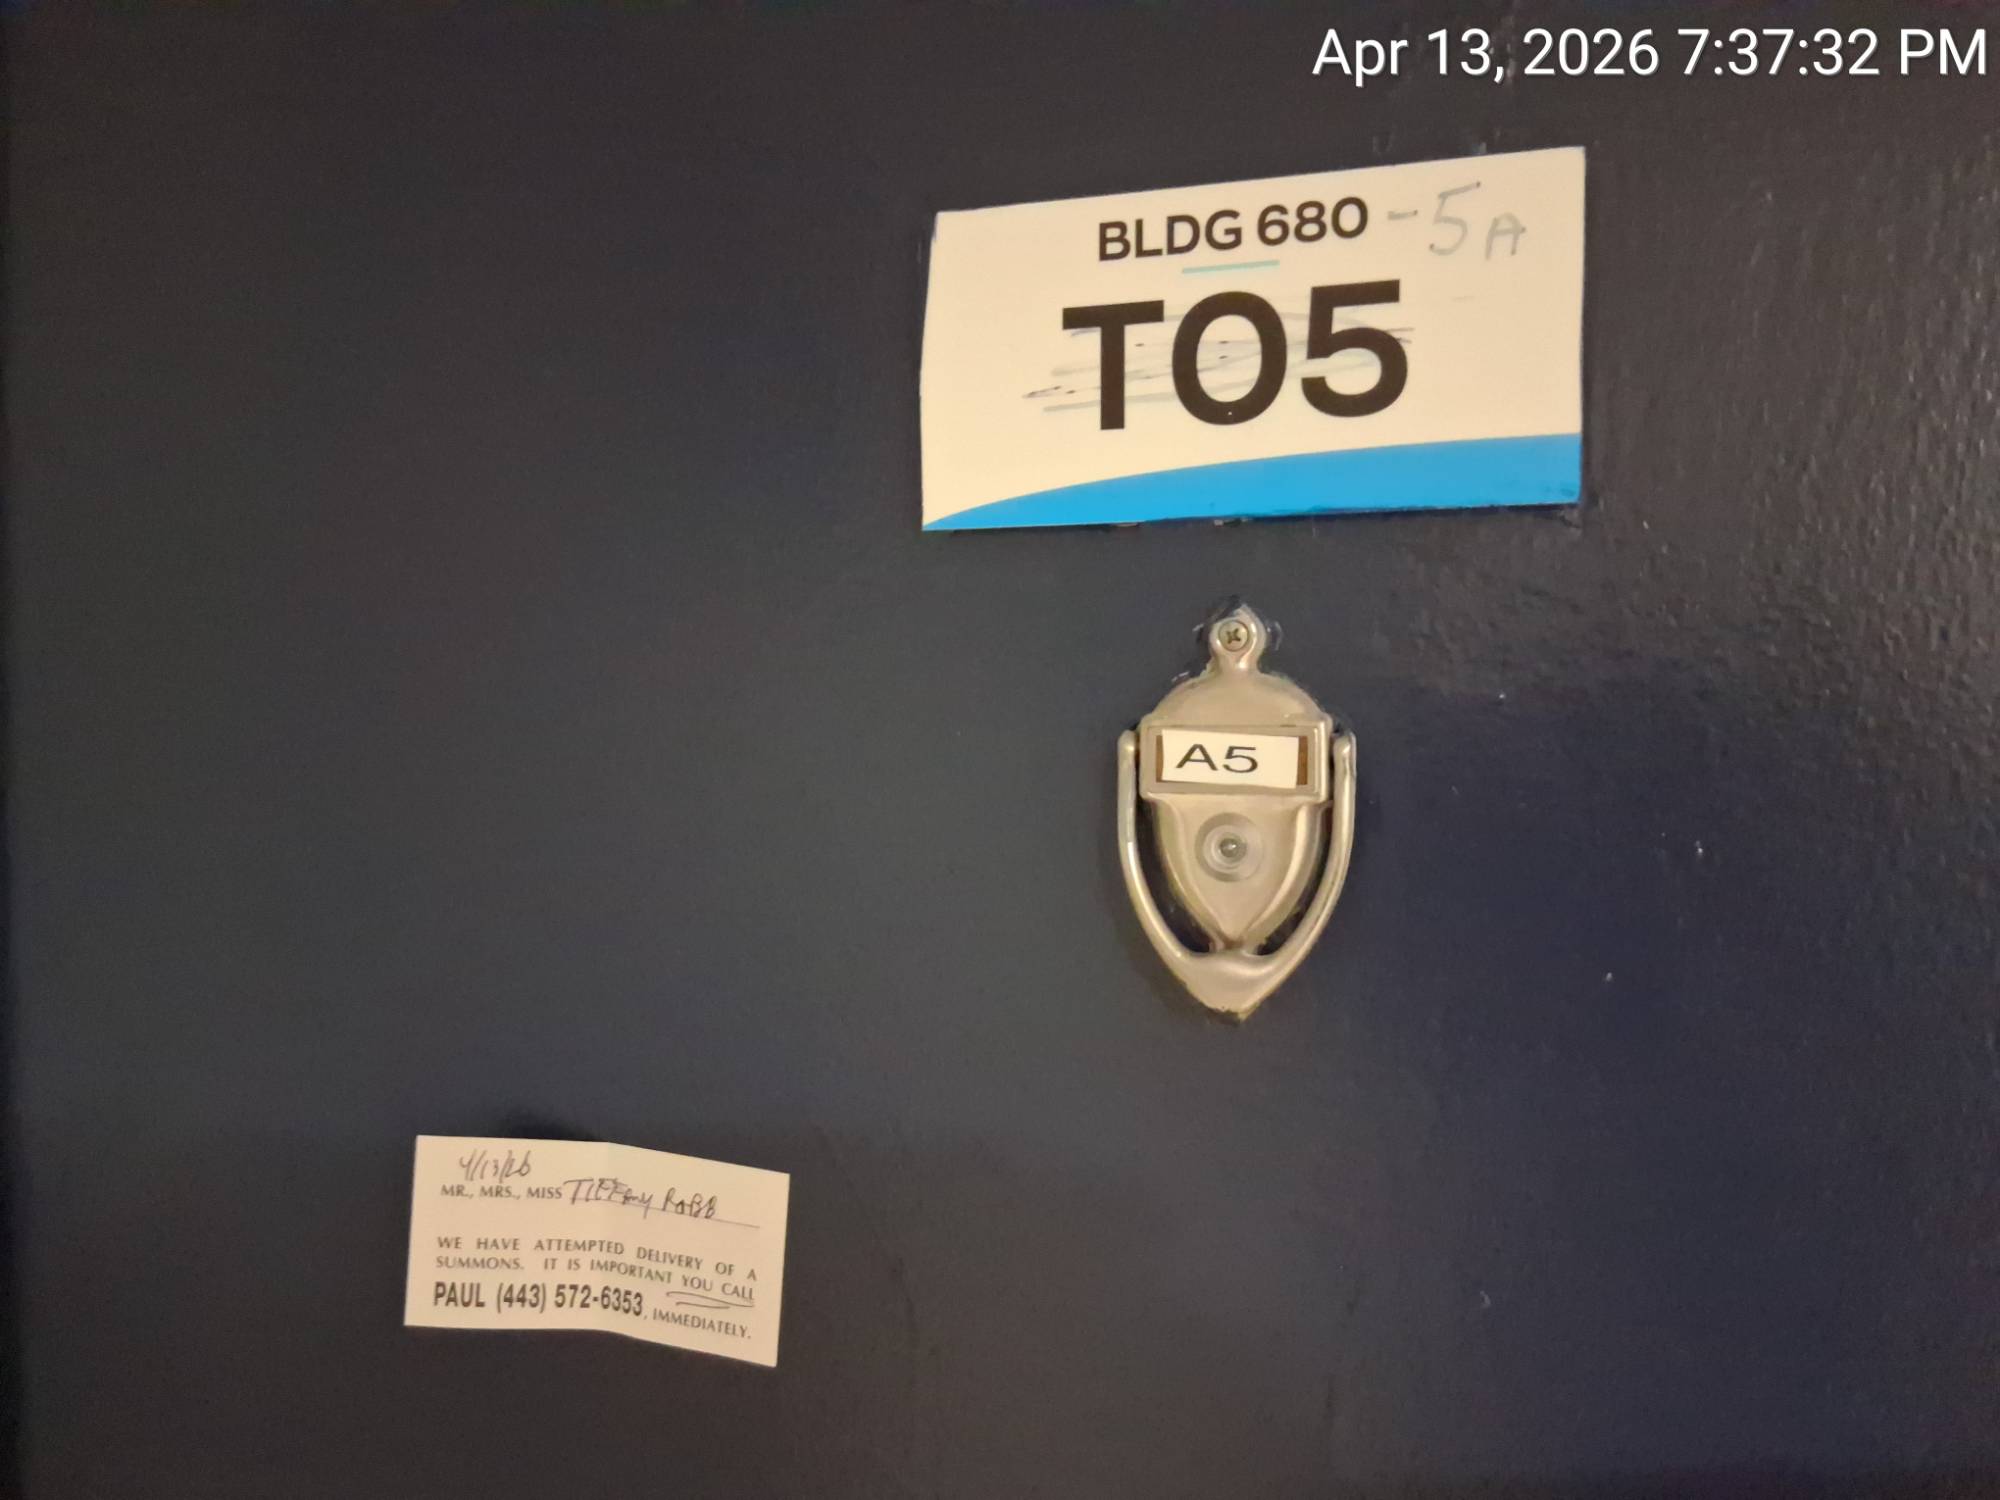 Apr 13, 2026 7:37:32 PM
BLDG 680 - 5A
T05
A5
4/13/26
MR., MRS., MISS Tiffany Robb
WE HAVE ATTEMPTED DELIVERY OF A
SUMMONS. IT IS IMPORTANT YOU CALL
PAUL (443) 572-6353, IMMEDIATELY.